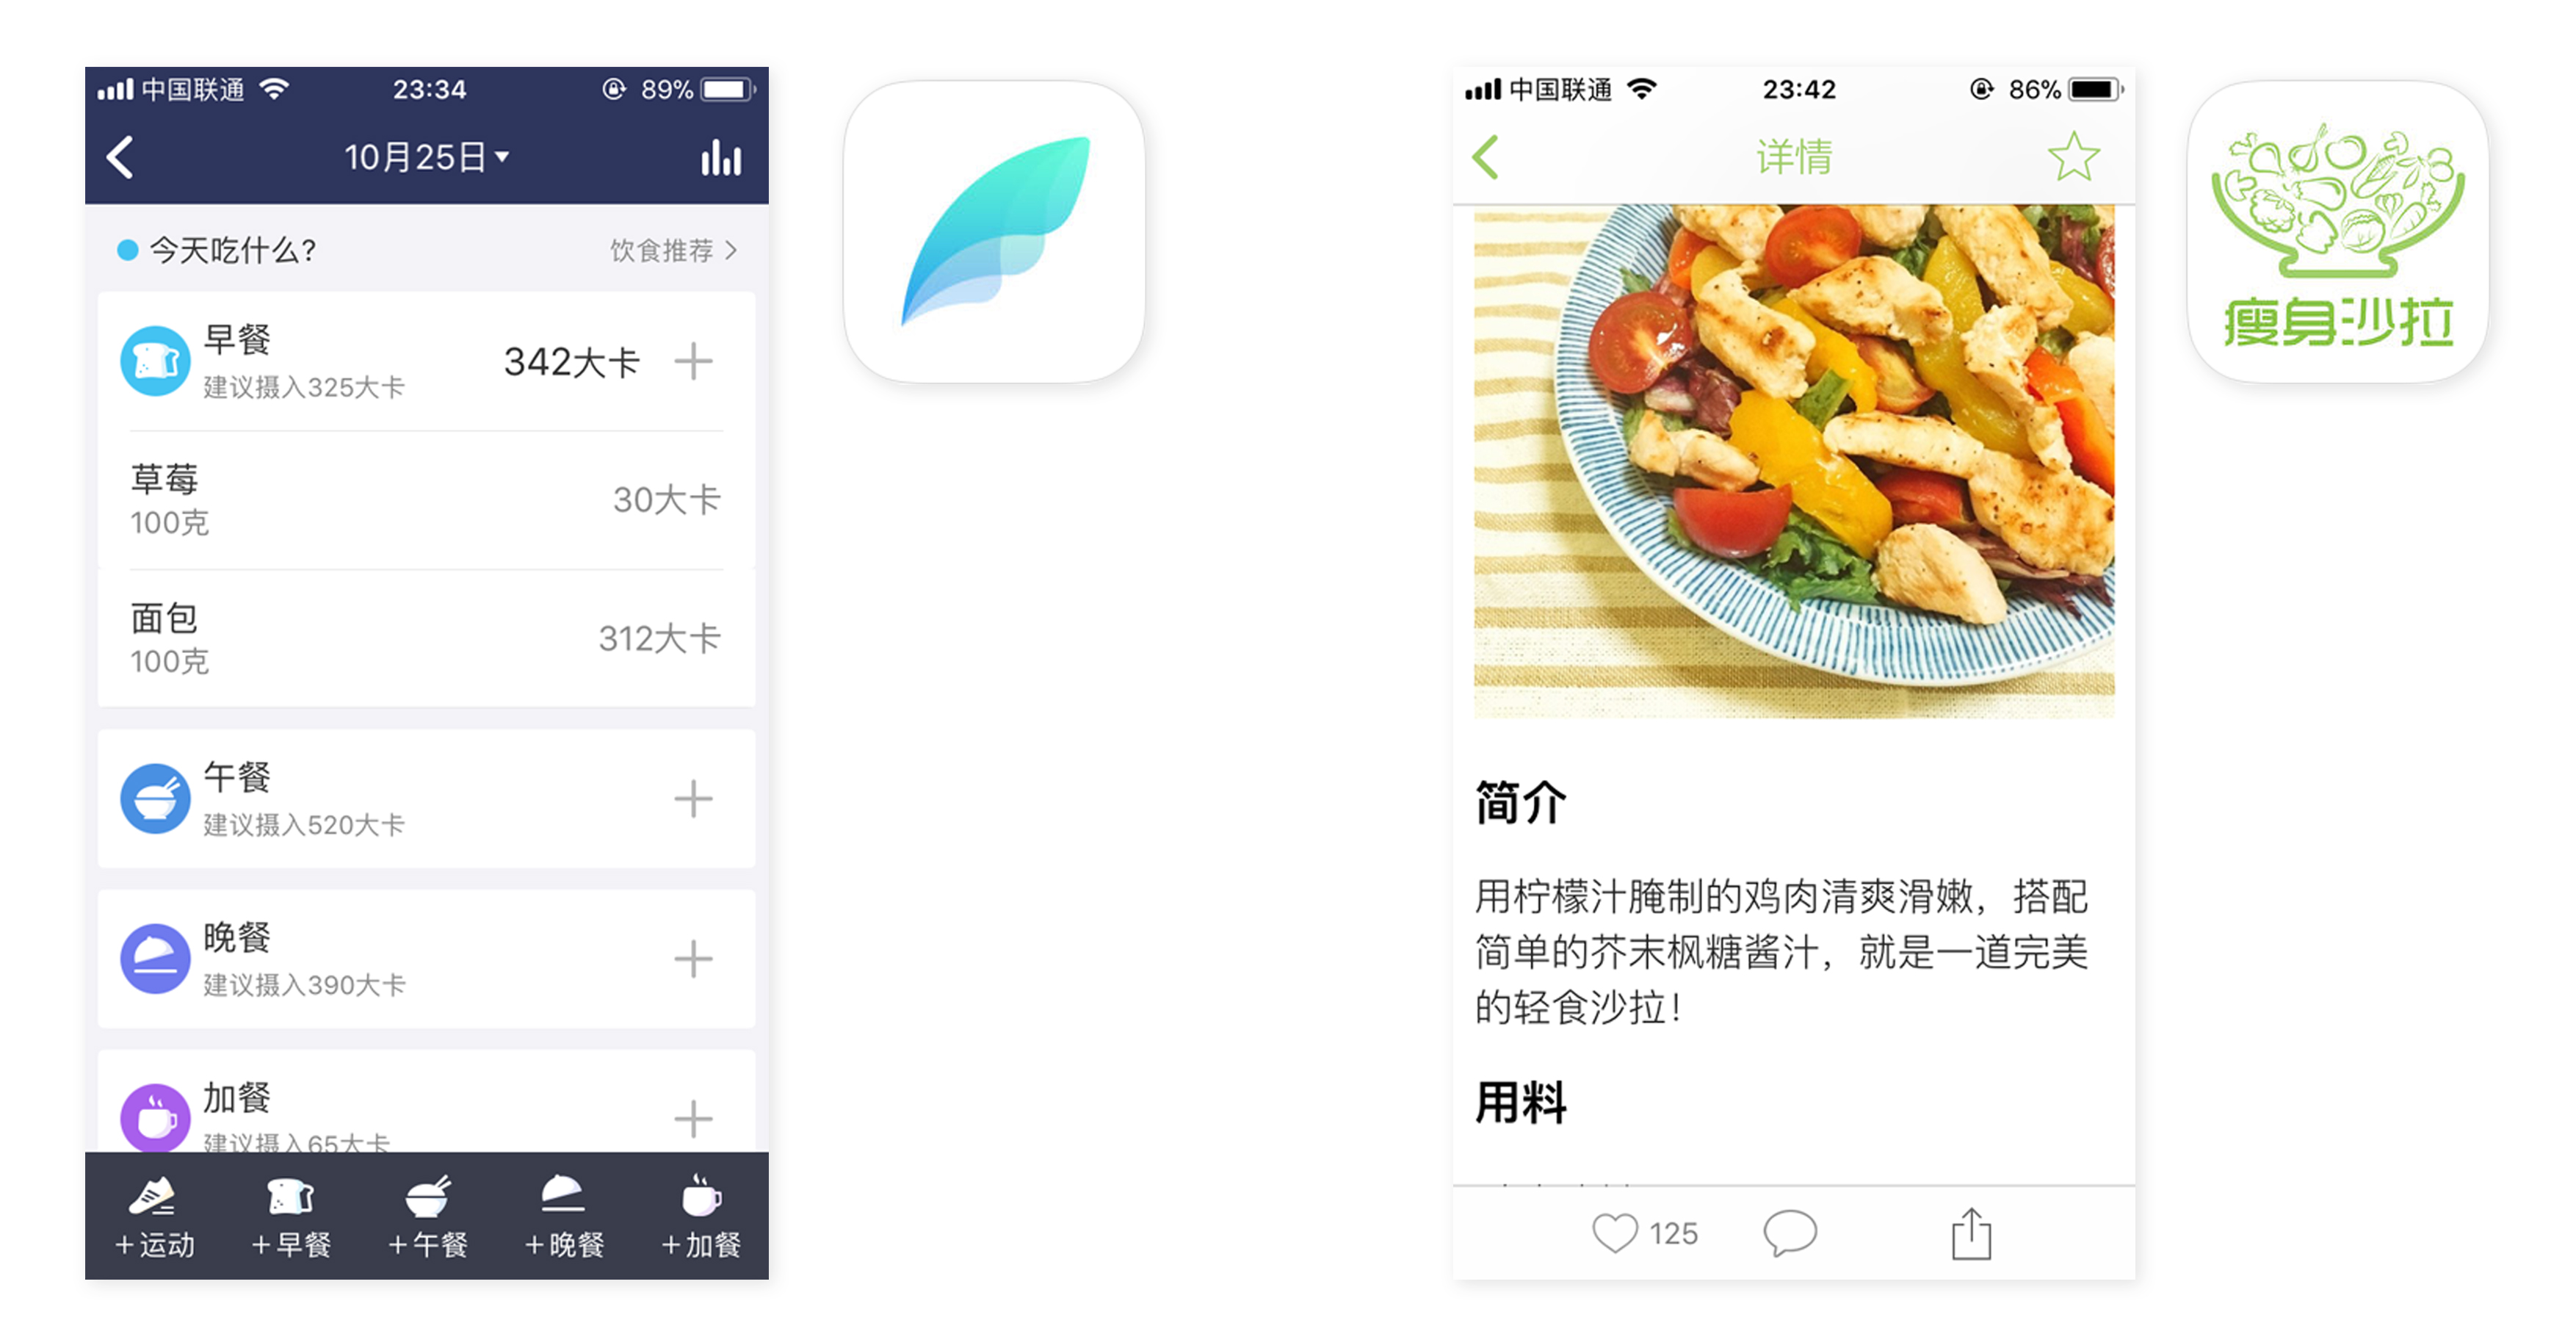 中国联通
23:34
89%
10月25日
今天吃什么?
饮食推荐
早餐
建议摄入325大卡
342大卡
草莓
100克
30大卡
面包
100克
312大卡
午餐
建议摄入520大卡
晚餐
建议摄入390大卡
加餐
建议摄入65大卡
+运动
+早餐
+午餐
+晚餐
+加餐
中国联通
23:42
86%
详情
简介
用柠檬汁腌制的鸡肉清爽滑嫩，搭配
简单的芥末枫糖酱汁，就是一道完美
的轻食沙拉！
用料
125
瘦身沙拉